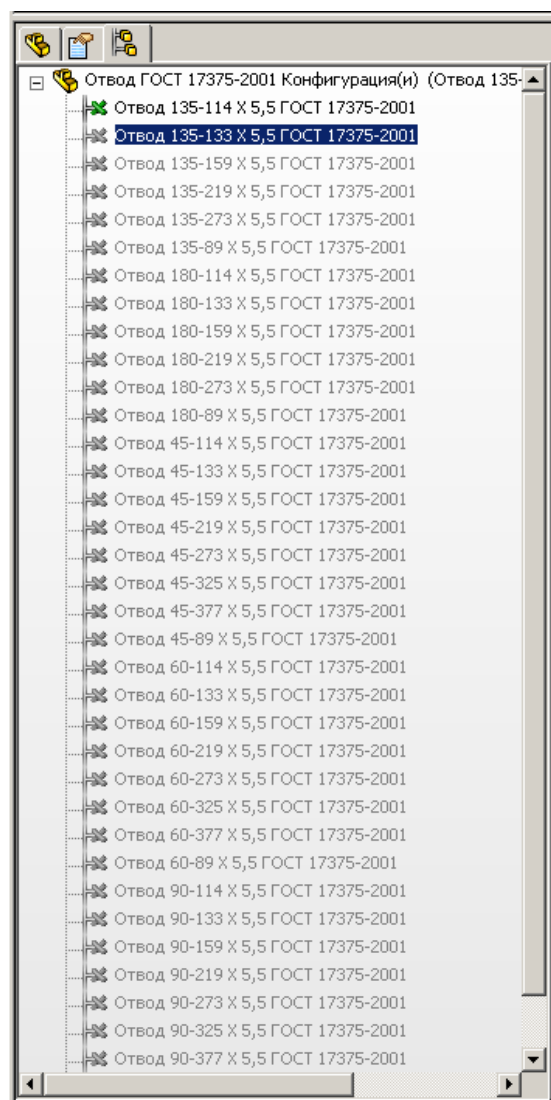 Отвод ГОСТ 17375-2001 Конфигурация(и) (Отвод 135-
Отвод 135-114 X 5,5 ГОСТ 17375-2001
Отвод 135-133 X 5,5 ГОСТ 17375-2001
Отвод 135-159 X 5,5 ГОСТ 17375-2001
Отвод 135-219 X 5,5 ГОСТ 17375-2001
Отвод 135-273 X 5,5 ГОСТ 17375-2001
Отвод 135-89 X 5,5 ГОСТ 17375-2001
Отвод 180-114 X 5,5 ГОСТ 17375-2001
Отвод 180-133 X 5,5 ГОСТ 17375-2001
Отвод 180-159 X 5,5 ГОСТ 17375-2001
Отвод 180-219 X 5,5 ГОСТ 17375-2001
Отвод 180-273 X 5,5 ГОСТ 17375-2001
Отвод 180-89 X 5,5 ГОСТ 17375-2001
Отвод 45-114 X 5,5 ГОСТ 17375-2001
Отвод 45-133 X 5,5 ГОСТ 17375-2001
Отвод 45-159 X 5,5 ГОСТ 17375-2001
Отвод 45-219 X 5,5 ГОСТ 17375-2001
Отвод 45-273 X 5,5 ГОСТ 17375-2001
Отвод 45-325 X 5,5 ГОСТ 17375-2001
Отвод 45-377 X 5,5 ГОСТ 17375-2001
Отвод 45-89 X 5,5 ГОСТ 17375-2001
Отвод 60-114 X 5,5 ГОСТ 17375-2001
Отвод 60-133 X 5,5 ГОСТ 17375-2001
Отвод 60-159 X 5,5 ГОСТ 17375-2001
Отвод 60-219 X 5,5 ГОСТ 17375-2001
Отвод 60-273 X 5,5 ГОСТ 17375-2001
Отвод 60-325 X 5,5 ГОСТ 17375-2001
Отвод 60-377 X 5,5 ГОСТ 17375-2001
Отвод 60-89 X 5,5 ГОСТ 17375-2001
Отвод 90-114 X 5,5 ГОСТ 17375-2001
Отвод 90-133 X 5,5 ГОСТ 17375-2001
Отвод 90-159 X 5,5 ГОСТ 17375-2001
Отвод 90-219 X 5,5 ГОСТ 17375-2001
Отвод 90-273 X 5,5 ГОСТ 17375-2001
Отвод 90-325 X 5,5 ГОСТ 17375-2001
Отвод 90-377 X 5,5 ГОСТ 17375-2001